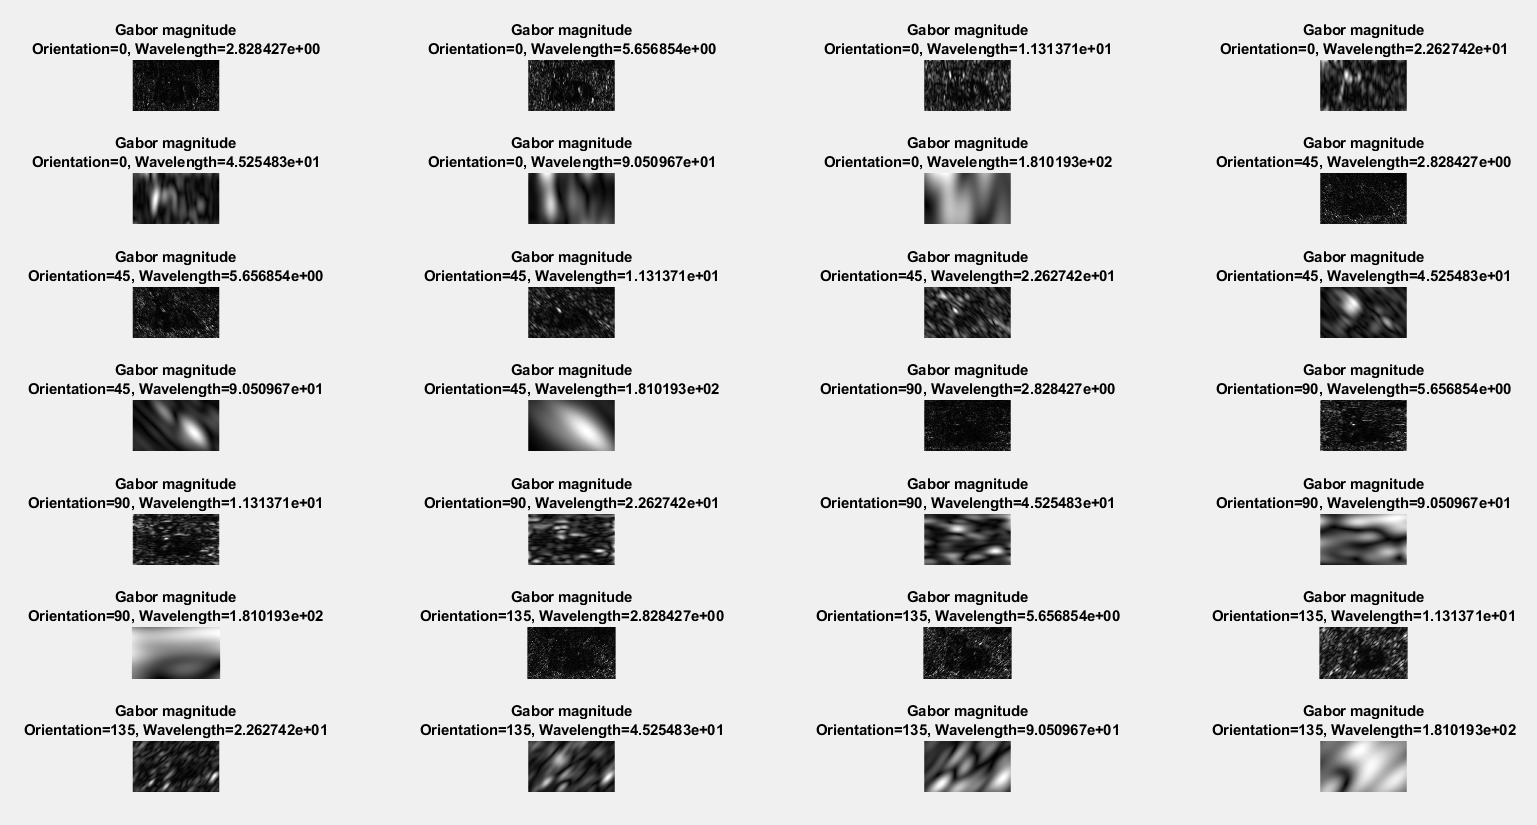 Gabor magnitude
Orientation=0, Wavelength=2.828427e+00
Gabor magnitude
Orientation=0, Wavelength=5.656854e+00
Gabor magnitude
Orientation=0, Wavelength=1.131371e+01
Gabor magnitude
Orientation=0, Wavelength=2.262742e+01
Gabor magnitude
Orientation=0, Wavelength=4.525483e+01
Gabor magnitude
Orientation=0, Wavelength=9.050967e+01
Gabor magnitude
Orientation=0, Wavelength=1.810193e+02
Gabor magnitude
Orientation=45, Wavelength=2.828427e+00
Gabor magnitude
Orientation=45, Wavelength=5.656854e+00
Gabor magnitude
Orientation=45, Wavelength=1.131371e+01
Gabor magnitude
Orientation=45, Wavelength=2.262742e+01
Gabor magnitude
Orientation=45, Wavelength=4.525483e+01
Gabor magnitude
Orientation=45, Wavelength=9.050967e+01
Gabor magnitude
Orientation=45, Wavelength=1.810193e+02
Gabor magnitude
Orientation=90, Wavelength=2.828427e+00
Gabor magnitude
Orientation=90, Wavelength=5.656854e+00
Gabor magnitude
Orientation=90, Wavelength=1.131371e+01
Gabor magnitude
Orientation=90, Wavelength=2.262742e+01
Gabor magnitude
Orientation=90, Wavelength=4.525483e+01
Gabor magnitude
Orientation=90, Wavelength=9.050967e+01
Gabor magnitude
Orientation=90, Wavelength=1.810193e+02
Gabor magnitude
Orientation=135, Wavelength=2.828427e+00
Gabor magnitude
Orientation=135, Wavelength=5.656854e+00
Gabor magnitude
Orientation=135, Wavelength=1.131371e+01
Gabor magnitude
Orientation=135, Wavelength=2.262742e+01
Gabor magnitude
Orientation=135, Wavelength=4.525483e+01
Gabor magnitude
Orientation=135, Wavelength=9.050967e+01
Gabor magnitude
Orientation=135, Wavelength=1.810193e+02